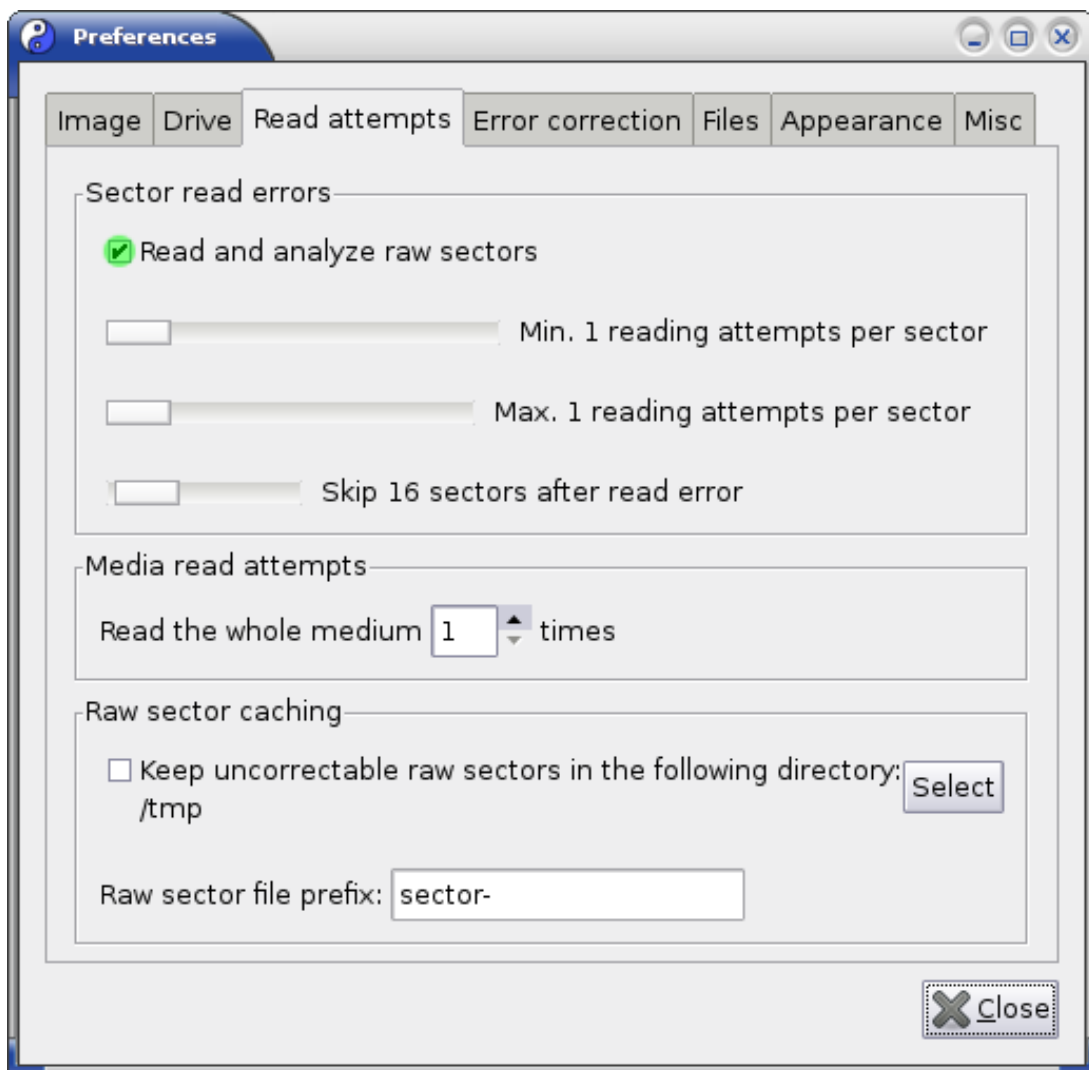 Preferences
Image Drive Read attempts Error correction Files Appearance Misc
Sector read errors
Read and analyze raw sectors
Min. 1 reading attempts per sector
Max. 1 reading attempts per sector
Skip 16 sectors after read error
Media read attempts
Read the whole medium 1 times
Raw sector caching
Keep uncorrectable raw sectors in the following directory: Select
/tmp
Raw sector file prefix: sector-
Close